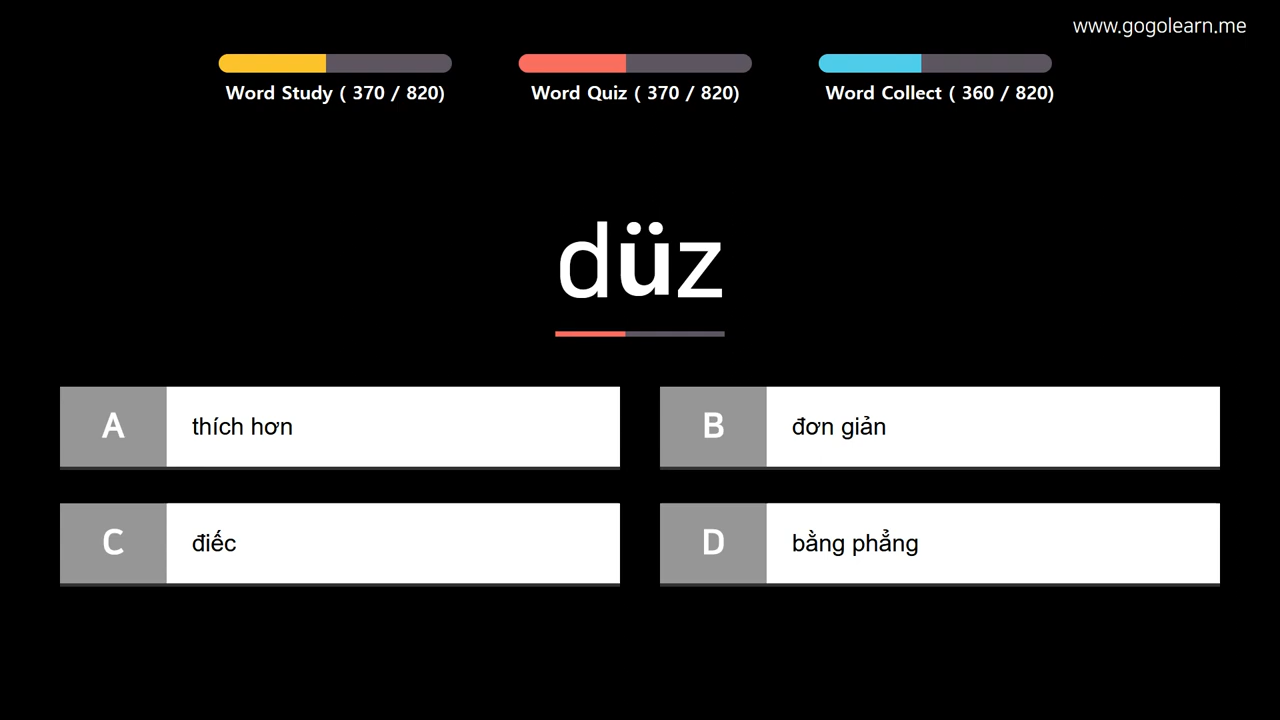 www.gogolearn.me
Word Study ( 370 / 820)
Word Quiz ( 370 / 820)
Word Collect ( 360 / 820)
düz
A thích hơn
B đơn giản
C điếc
D bằng phẳng